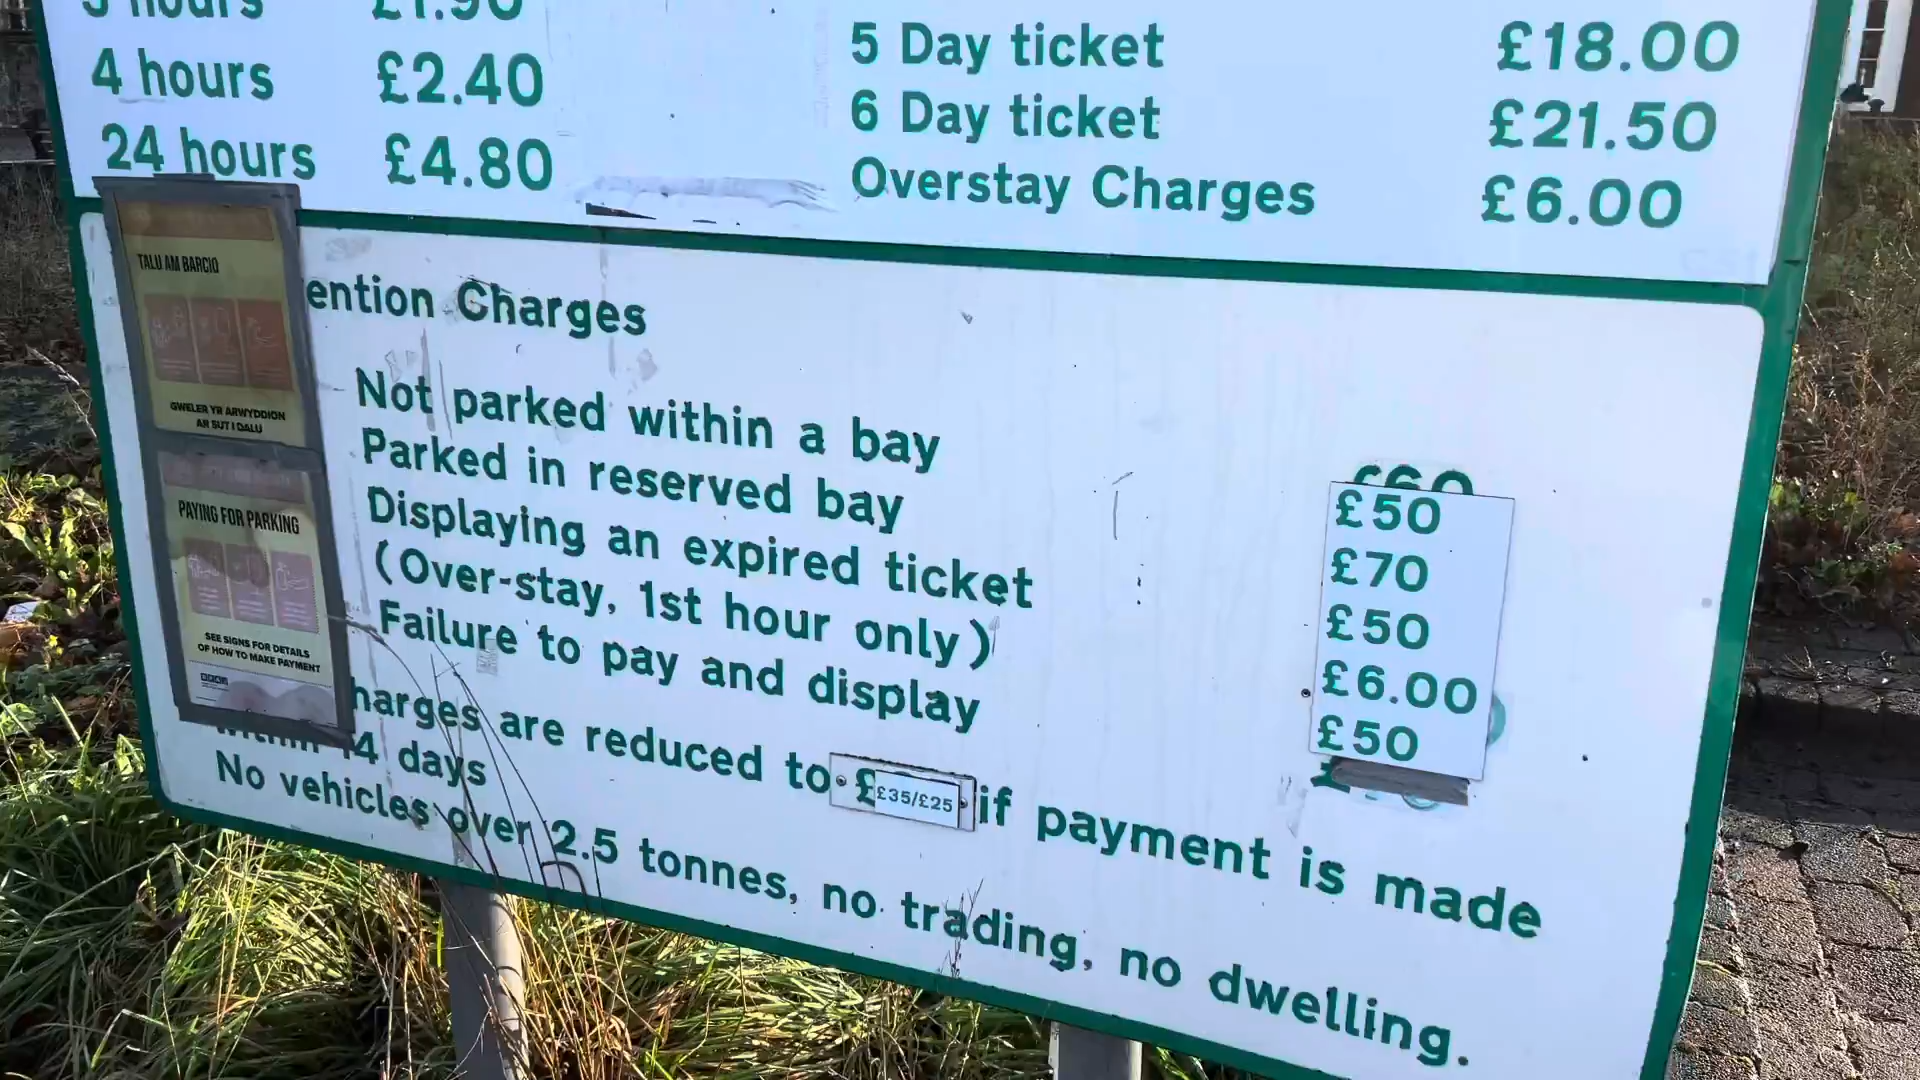 3 hours £1.90
4 hours £2.40
24 hours £4.80
5 Day ticket £18.00
6 Day ticket £21.50
Overstay Charges £6.00
TALU AM BARCIO
GWELER YR ARWYDDION
AR SUT I DALU
PAYING FOR PARKING
SEE SIGNS FOR DETAILS
OF HOW TO MAKE PAYMENT
ention Charges
Not parked within a bay £50
Parked in reserved bay £70
Displaying an expired ticket £50
(Over-stay, 1st hour only) £6.00
Failure to pay and display £50
harges are reduced to £35/£25 if payment is made
within 14 days
No vehicles over 2.5 tonnes, no trading, no dwelling.